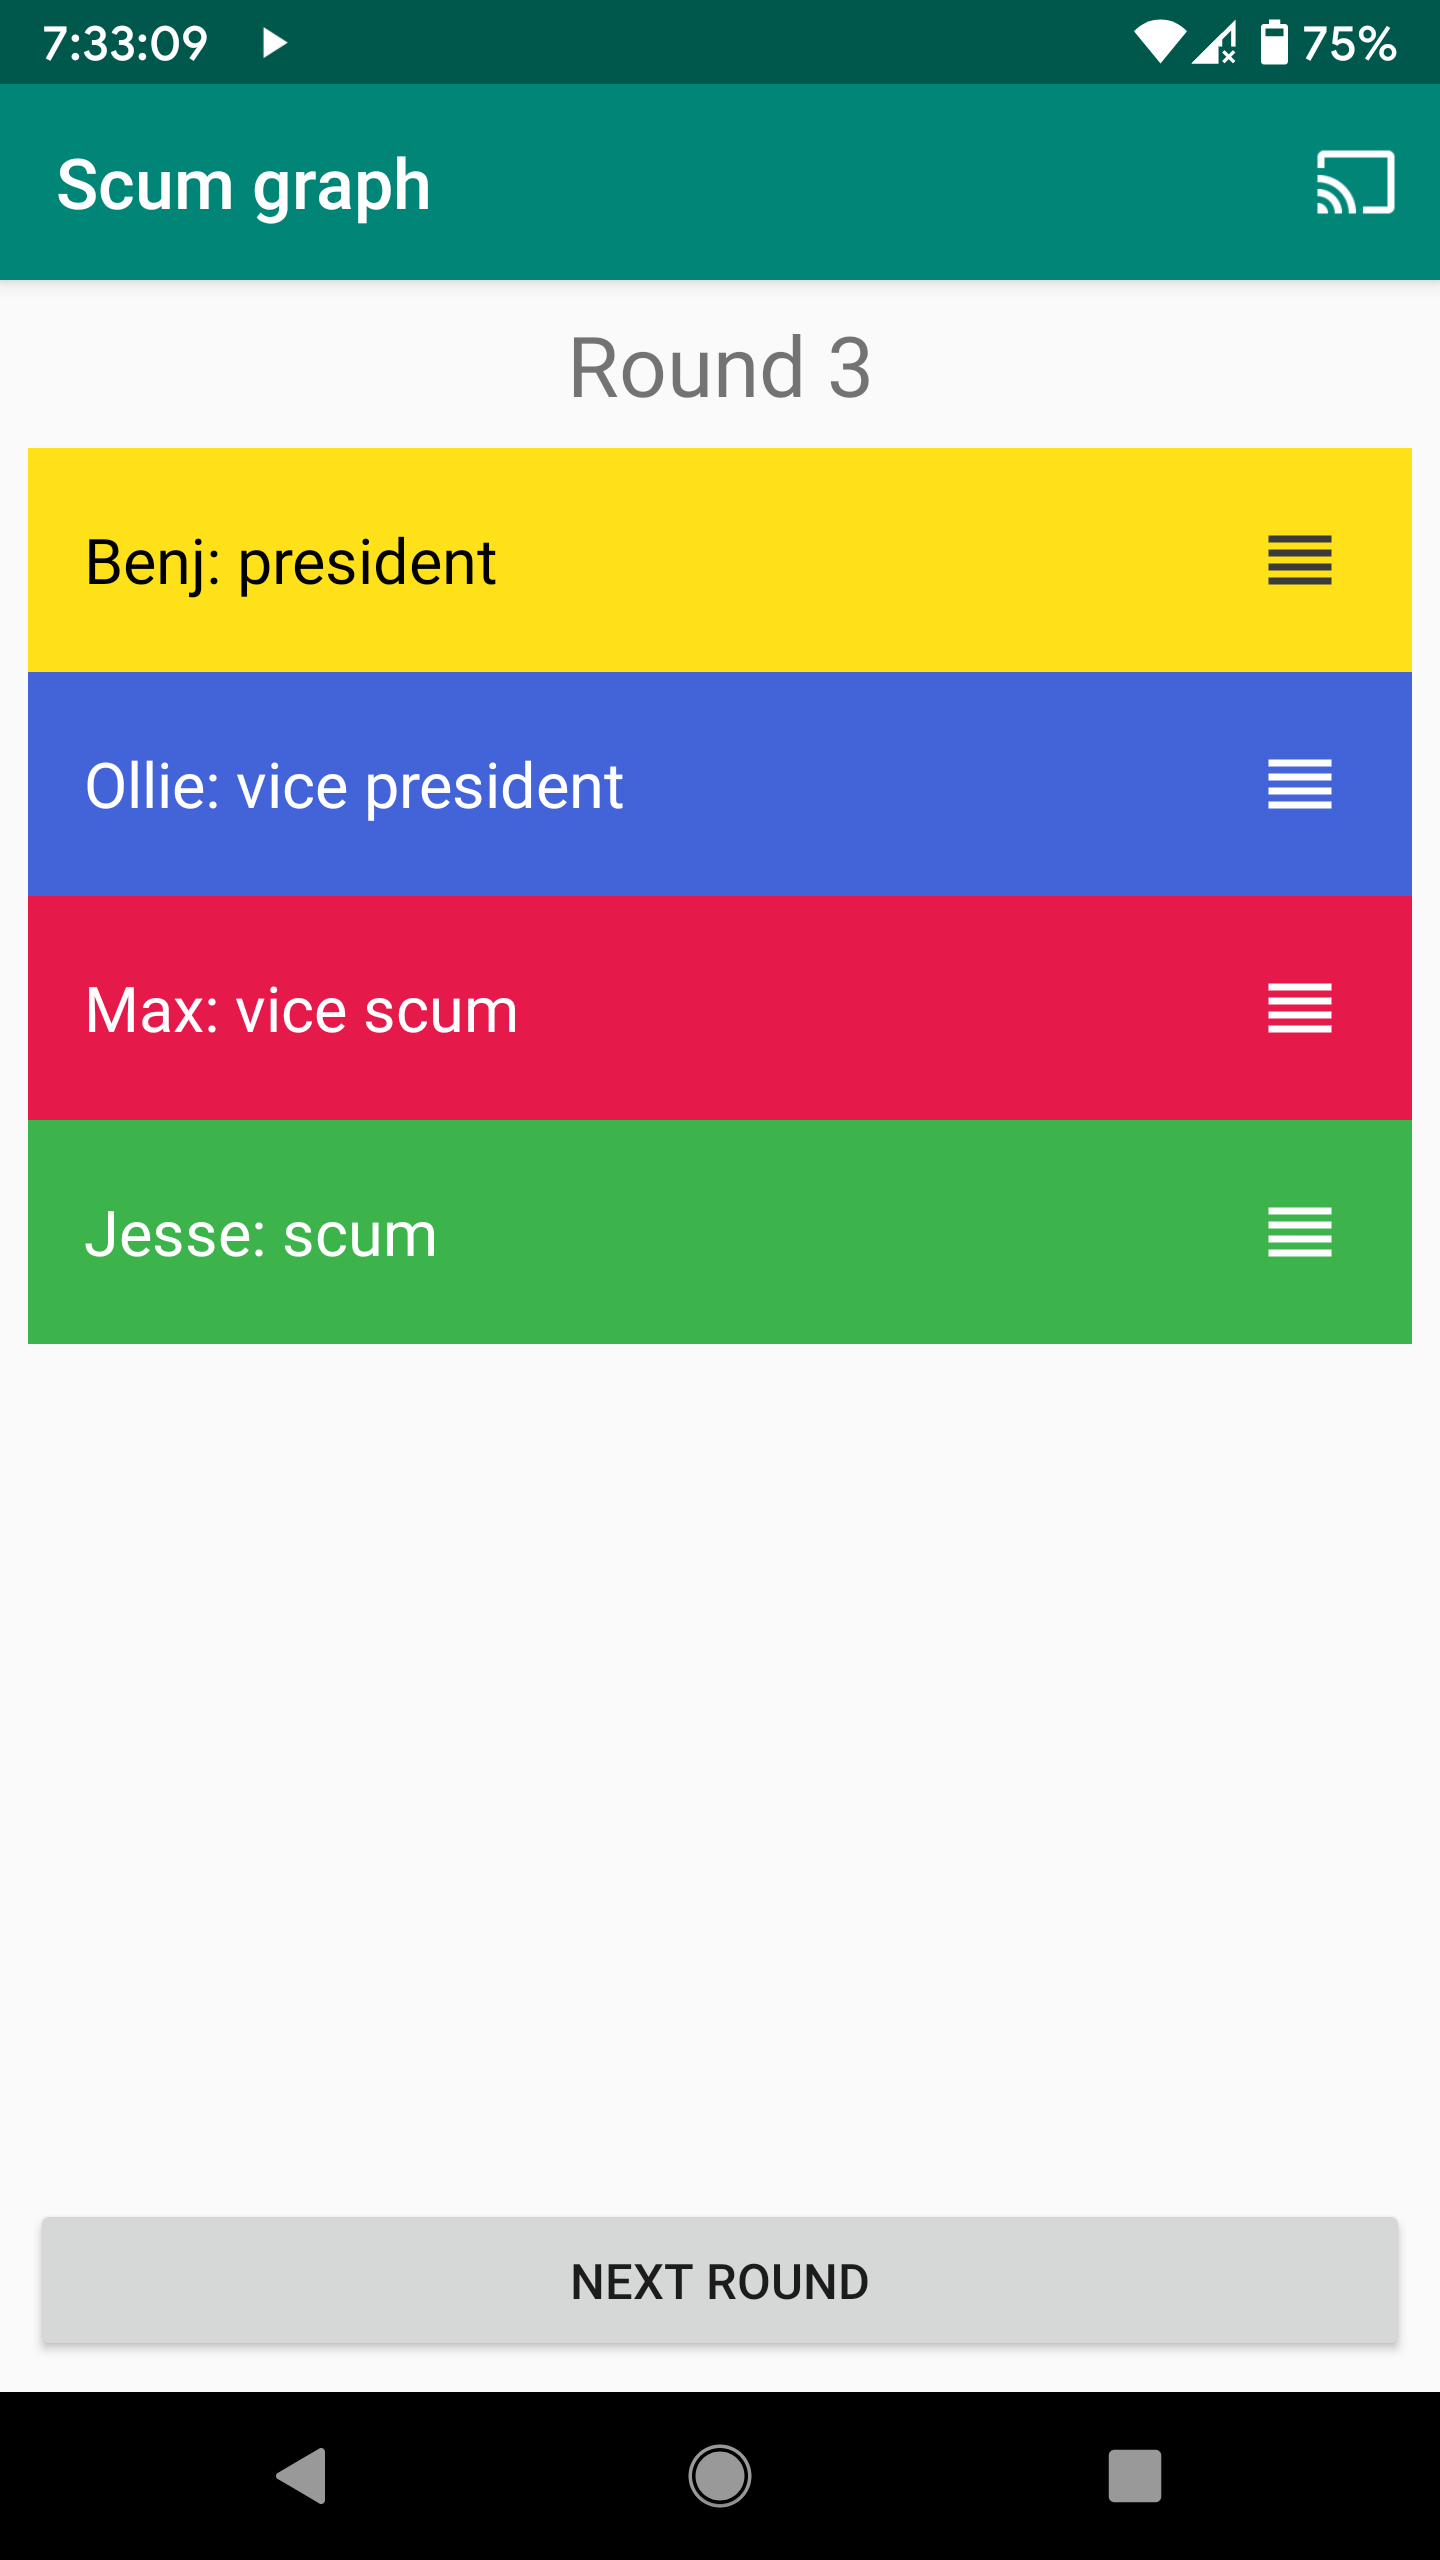 7:33:09
75%
Scum graph
Round 3
Benj: president
Ollie: vice president
Max: vice scum
Jesse: scum
NEXT ROUND